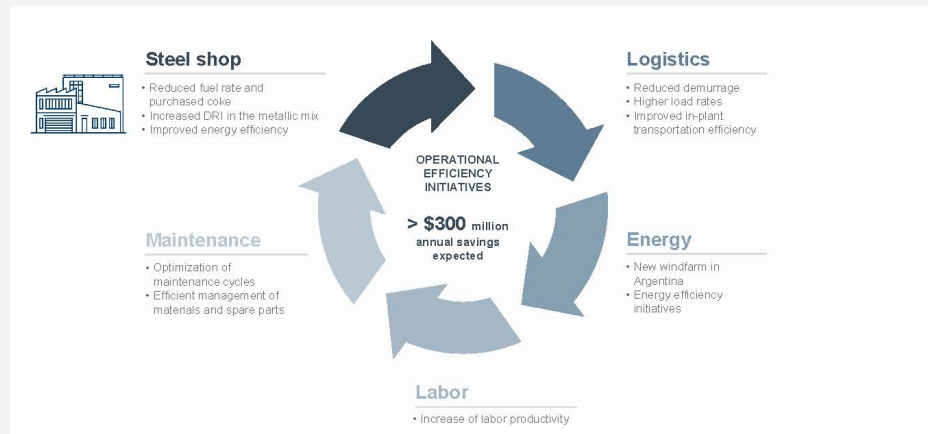 Steel shop
• Reduced fuel rate and
purchased coke
• Increased DRI in the metallic mix
• Improved energy efficiency
Logistics
• Reduced demurrage
• Higher load rates
• Improved in-plant
transportation efficiency
OPERATIONAL
EFFICIENCY
INITIATIVES
> $300 million
annual savings
expected
Maintenance
• Optimization of
maintenance cycles
• Efficient management of
materials and spare parts
Energy
• New windfarm in
Argentina
• Energy efficiency
initiatives
Labor
• Increase of labor productivity